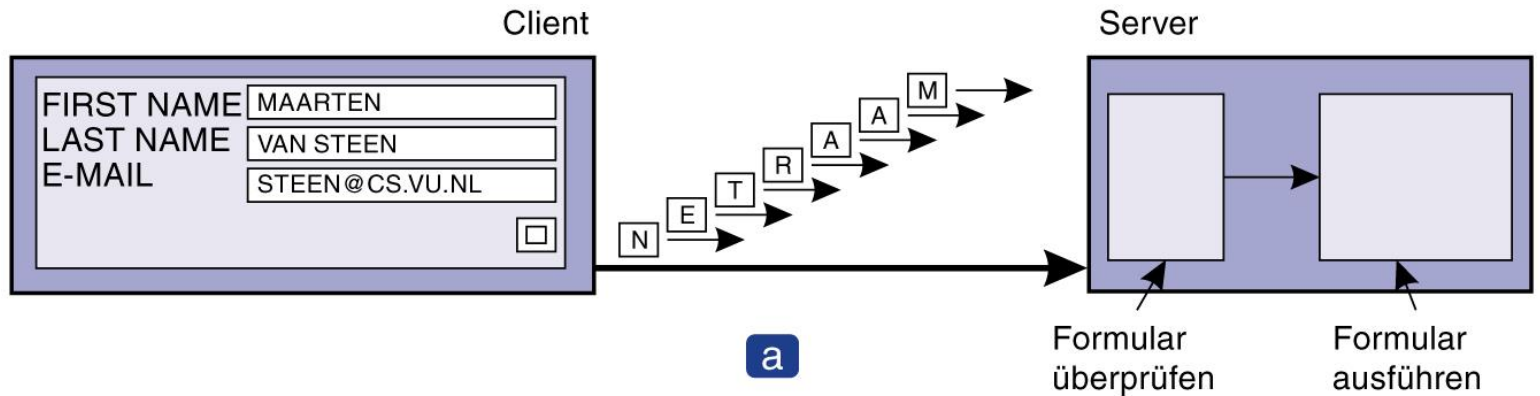 Client
Server
FIRST NAME MAARTEN
LAST NAME VAN STEEN
E-MAIL STEEN@CS.VU.NL
N E T R A A M
a
Formular
überprüfen
Formular
ausführen